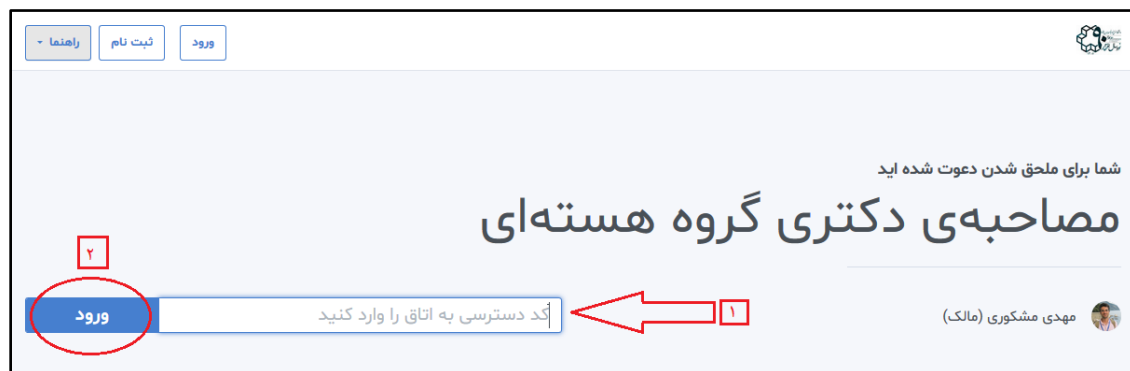 ورود
ثبت نام
راهنما
شما برای ملحق شدن دعوت شده اید
مصاحبه‌ی دکتری گروه هسته‌ای
۲
ورود
کد دسترسی به اتاق را وارد کنید
۱
مهدی مشکوری (مالک)